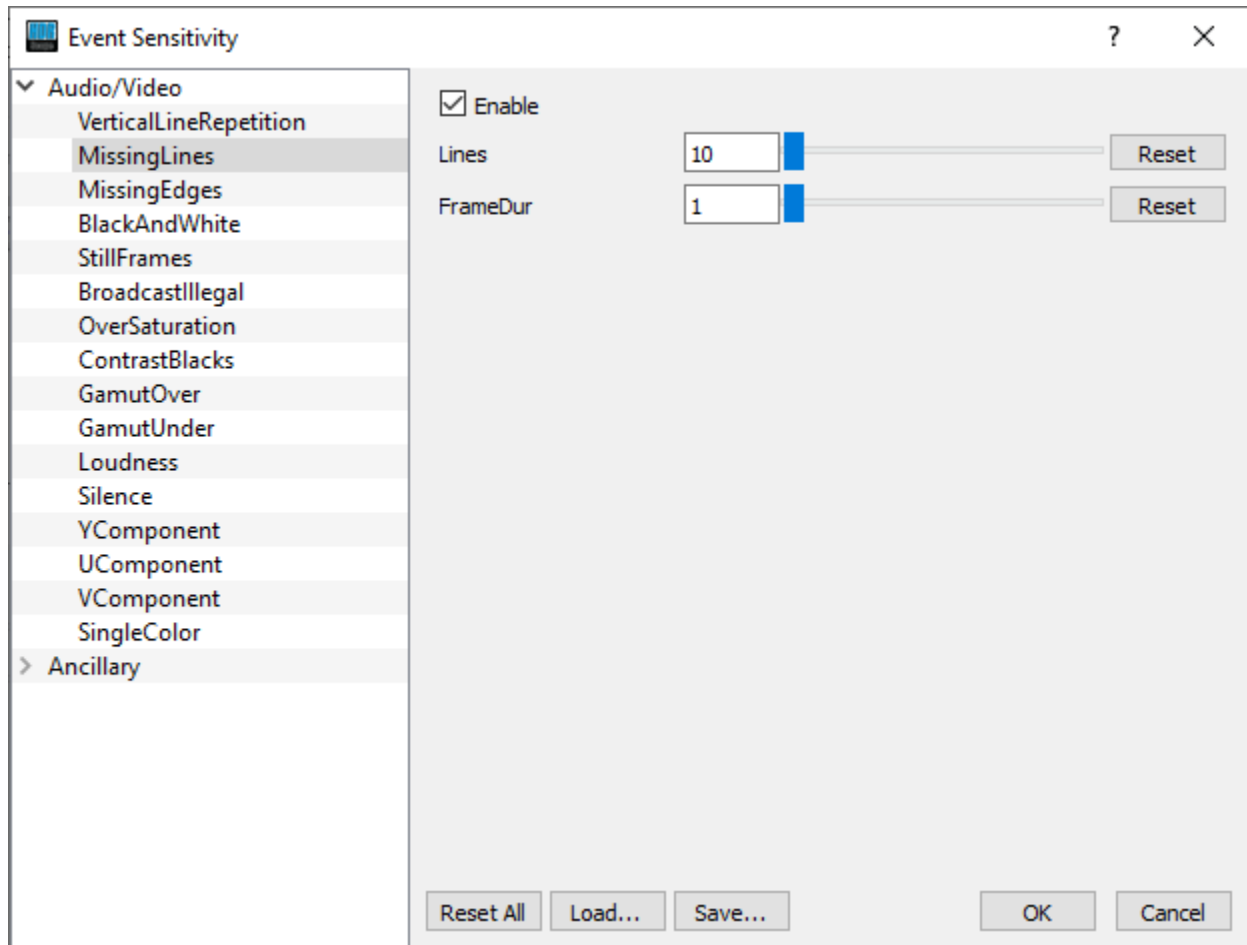 Event Sensitivity
?
Audio/Video
VerticalLineRepetition
MissingLines
MissingEdges
BlackAndWhite
StillFrames
BroadcastIllegal
OverSaturation
ContrastBlacks
GamutOver
GamutUnder
Loudness
Silence
YComponent
UComponent
VComponent
SingleColor
Ancillary
Enable
Lines 10 Reset
FrameDur 1 Reset
Reset All Load... Save... OK Cancel